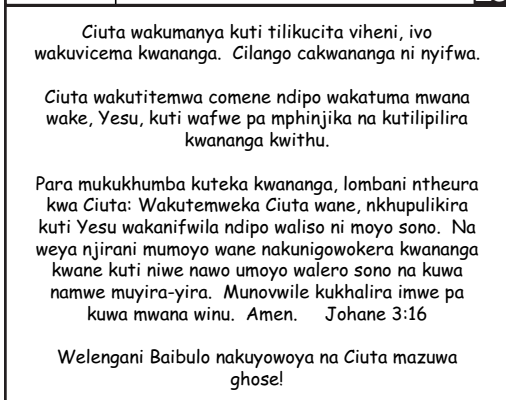 Ciuta wakumanya kuti tilikucita viheni, ivo
wakuvicema kwananga. Cilango cakwananga ni nyifwa.
Ciuta wakutitemwa comene ndipo wakatuma mwana
wake, Yesu, kuti wafwe pa mphinjika na kutilipilira
kwananga kwithu.
Para mukukhumba kuteka kwananga, lombani ntheura
kwa Ciuta: Wakutemweka Ciuta wane, nkhupulikira
kuti Yesu wakanifwila ndipo waliso ni moyo sono. Na
weya njirani mumoyo wane nakunigowokera kwananga
kwane kuti niwe nawo umoyo walero sono na kuwa
namwe muyira-yira. Munovwile kukhalira imwe pa
kuwa mwana winu. Amen. Johane 3:16
Welengani Baibulo nakuyowoya na Ciuta mazuwa
ghose!